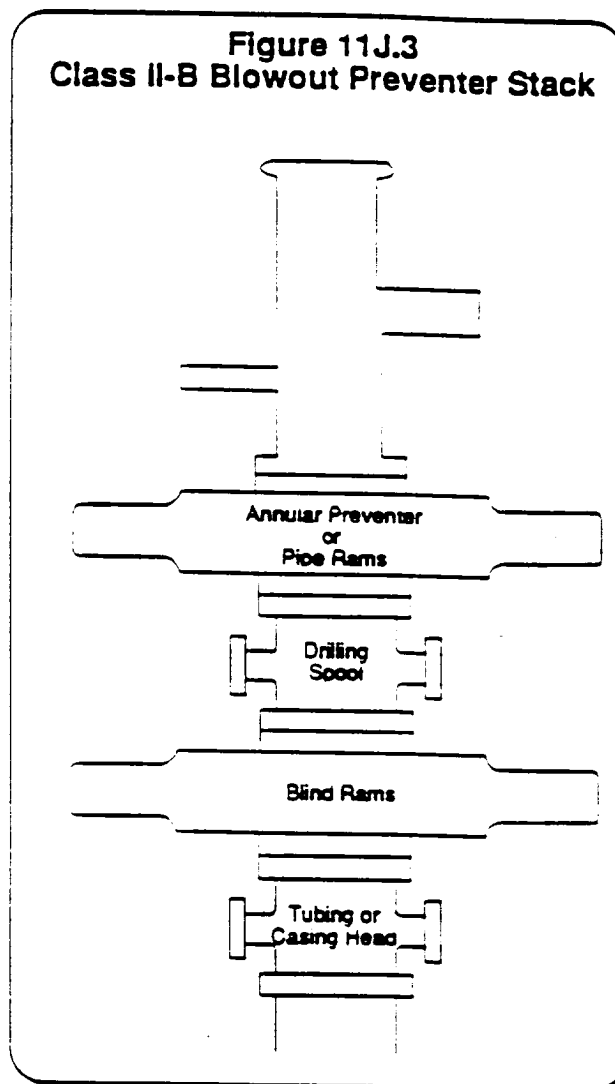 Figure 11J.3
Class II-B Blowout Preventer Stack
Annular Preventer
or
Pipe Rams
Drilling
Spool
Blind Rams
Tubing or
Casing Head